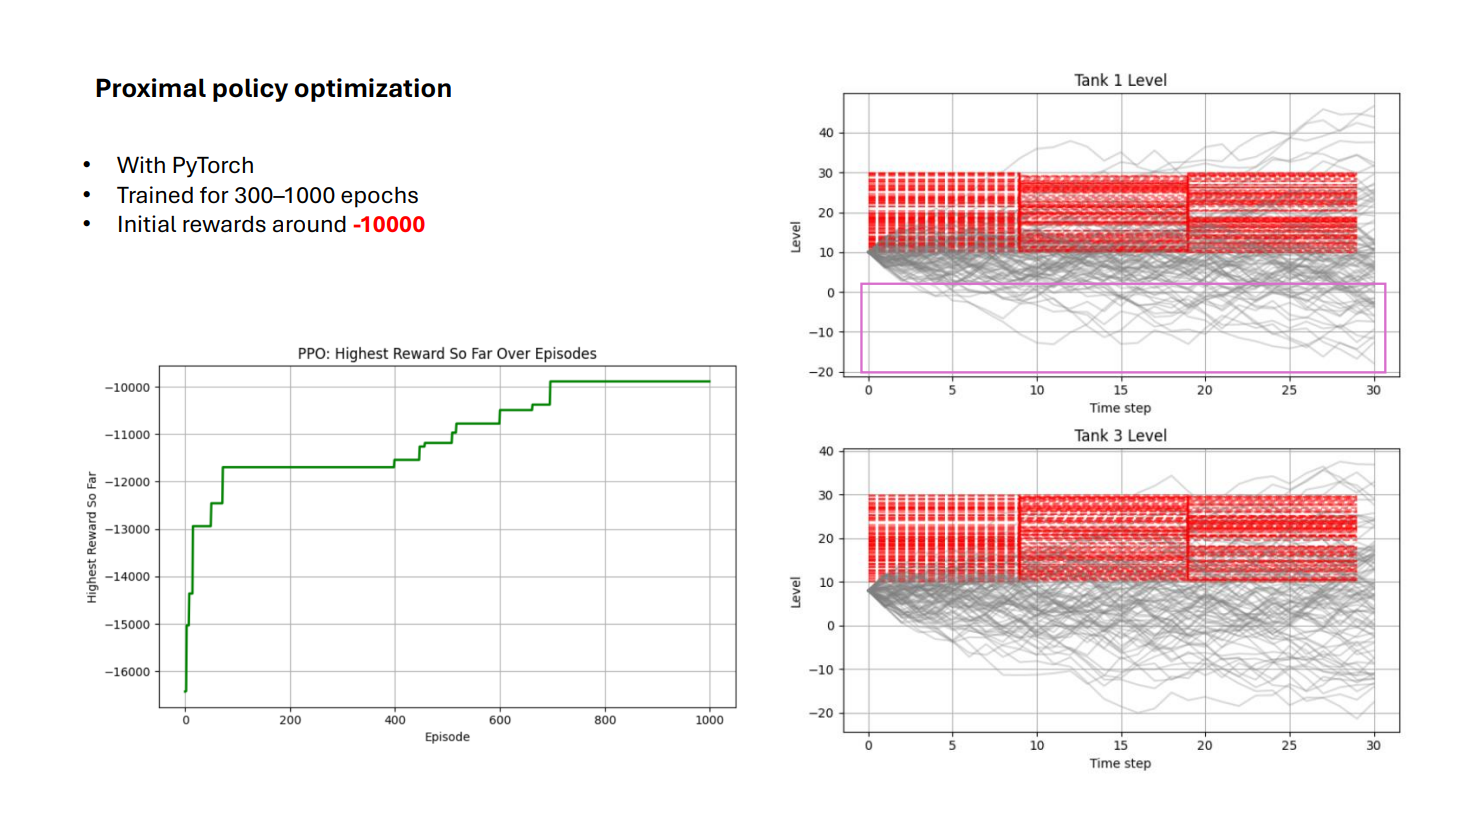 Proximal policy optimization
• With PyTorch
• Trained for 300–1000 epochs
• Initial rewards around -10000
PPO: Highest Reward So Far Over Episodes
Highest Reward So Far
−10000
−11000
−12000
−13000
−14000
−15000
−16000
0 200 400 600 800 1000
Episode
Tank 1 Level
Level
40
30
20
10
0
−10
−20
0 5 10 15 20 25 30
Time step
Tank 3 Level
Level
40
30
20
10
0
−10
−20
0 5 10 15 20 25 30
Time step